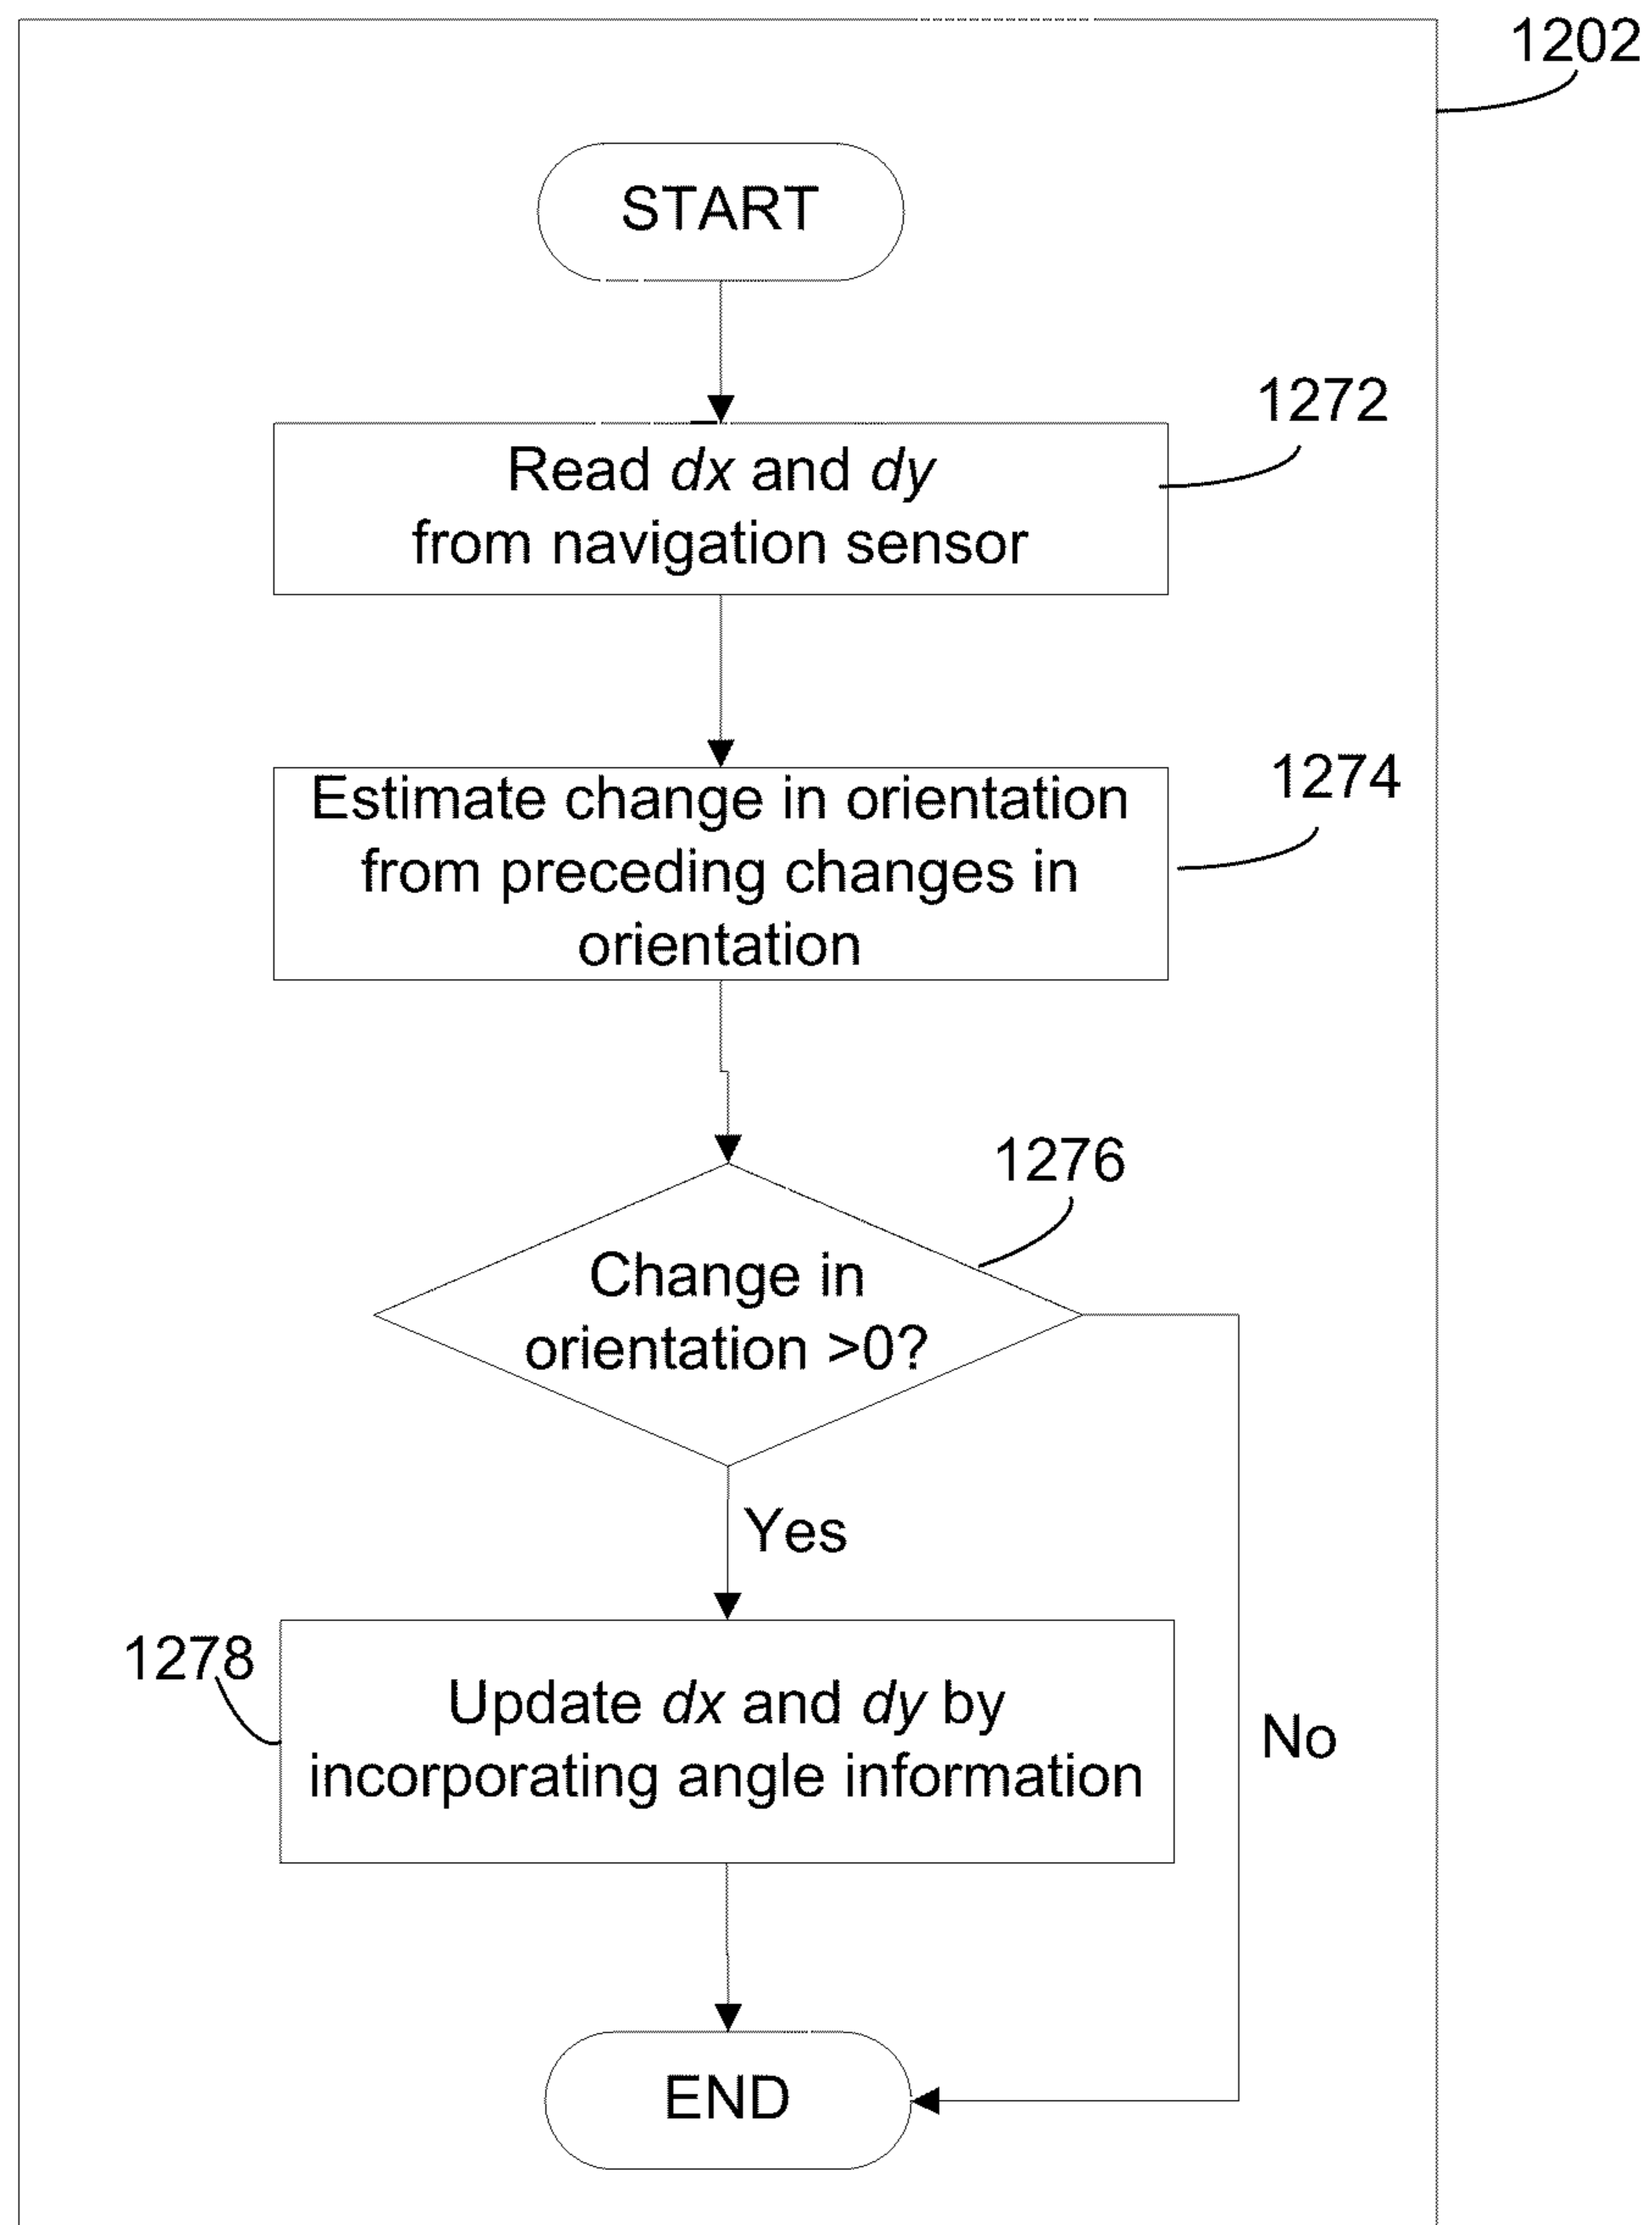 1202
START
1272
Read dx and dy
from navigation sensor
1274
Estimate change in orientation
from preceding changes in
orientation
1276
Change in
orientation >0?
Yes
1278
Update dx and dy by
incorporating angle information
No
END